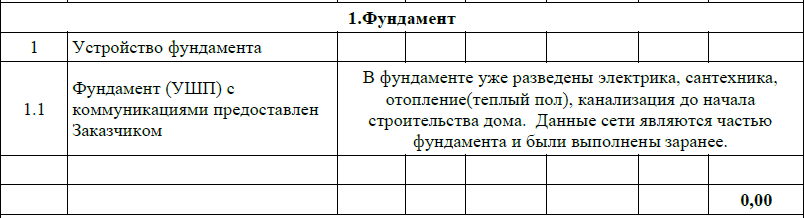 1.Фундамент
1 Устройство фундамента
1.1
Фундамент (УШП) с
коммуникациями предоставлен
Заказчиком
В фундаменте уже разведены электрика, сантехника,
отопление(теплый пол), канализация до начала
строительства дома. Данные сети являются частью
фундамента и были выполнены заранее.
0,00